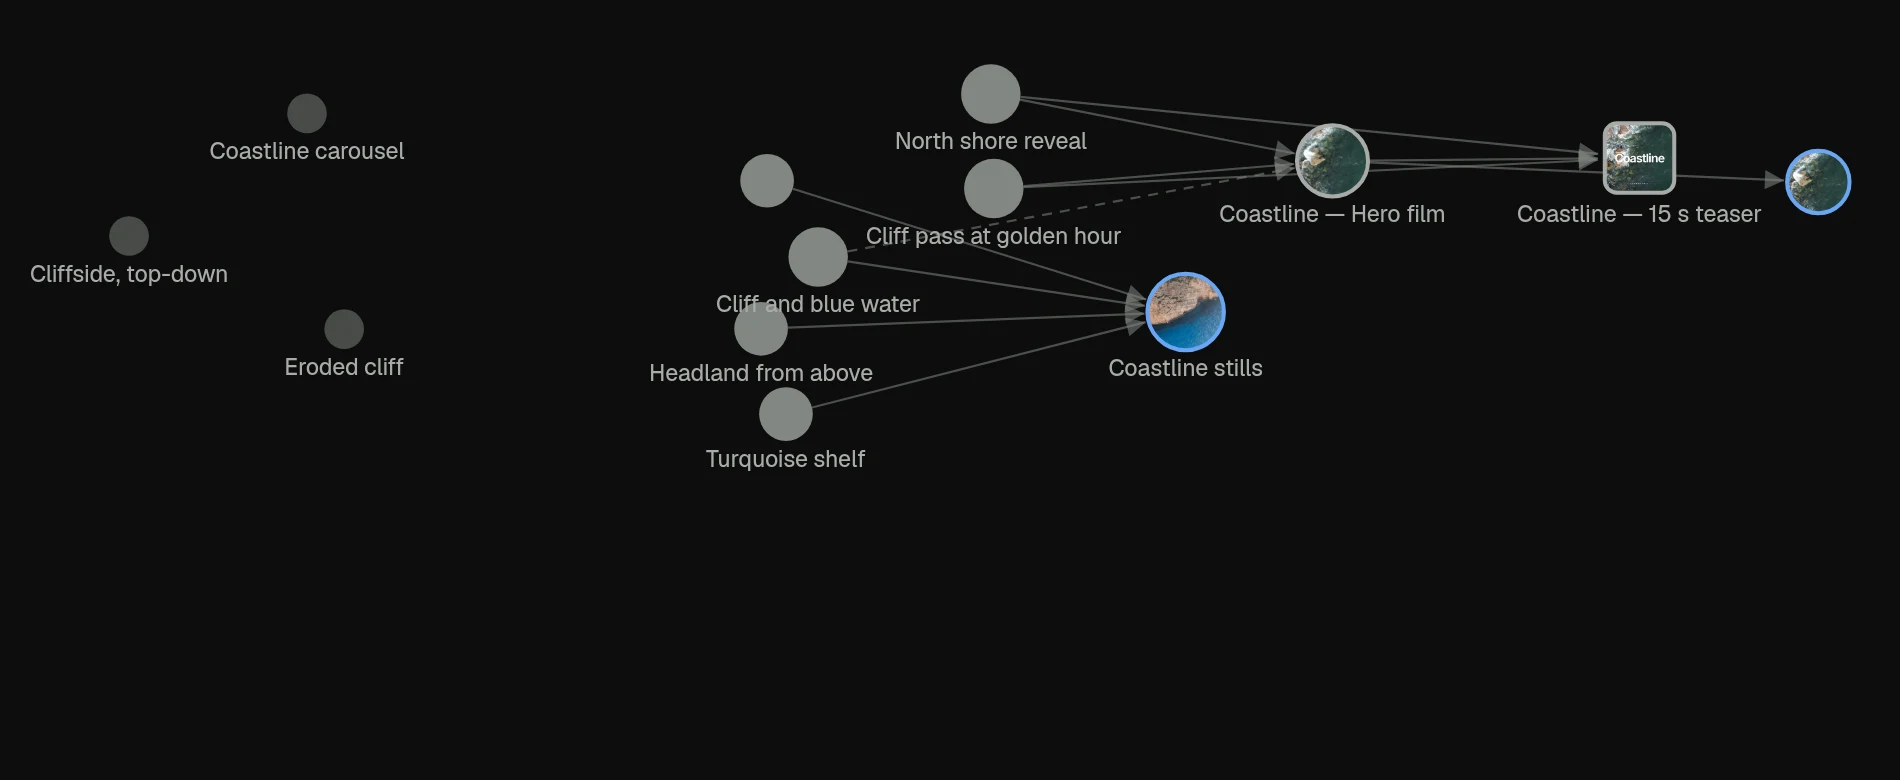 North shore reveal
Coastline carousel
Coastline
Coastline — Hero film
Coastline — 15 s teaser
Cliff pass at golden hour
Cliffside, top-down
Cliff and blue water
Eroded cliff
Headland from above
Coastline stills
Turquoise shelf